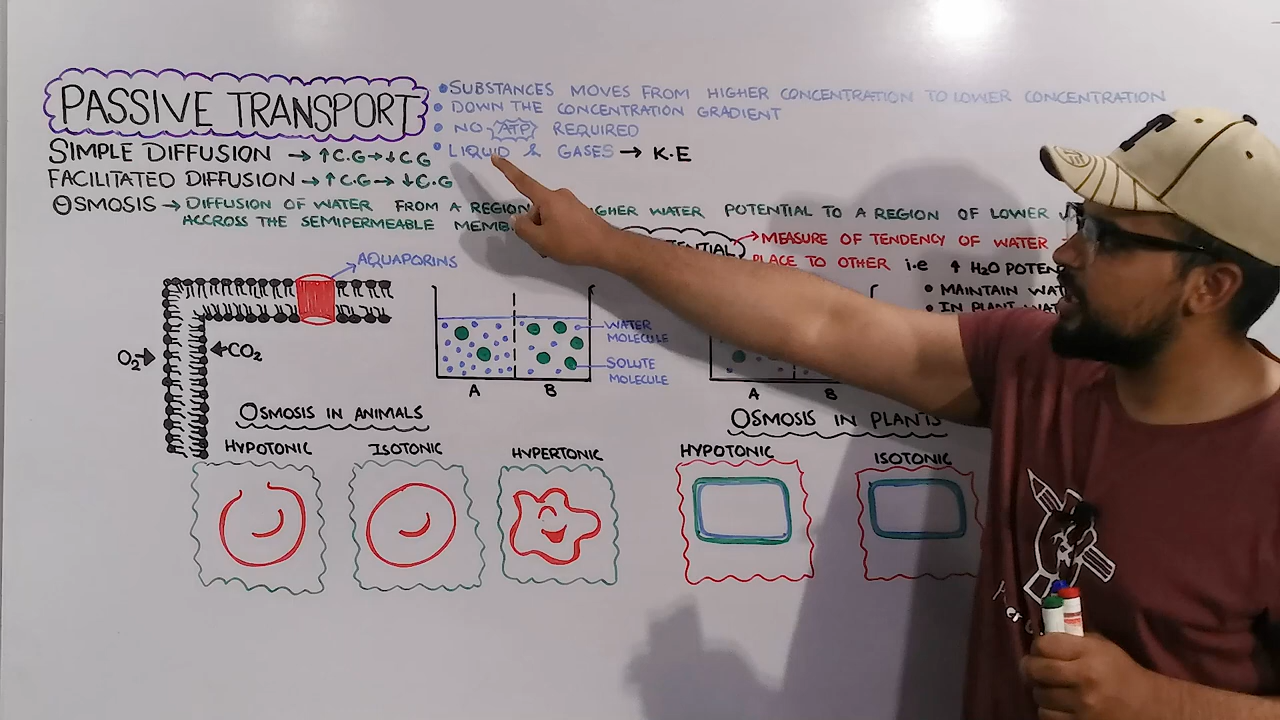 PASSIVE TRANSPORT
• SUBSTANCES MOVES FROM HIGHER CONCENTRATION TO LOWER CONCENTRATION
• DOWN THE CONCENTRATION GRADIENT
• NO ATP REQUIRED
• LIQUID & GASES → K.E
SIMPLE DIFFUSION → ↑C.G→↓C G
FACILITATED DIFFUSION → ↑C.G → ↓C.G
OSMOSIS → DIFFUSION OF WATER FROM A REGION HIGHER WATER POTENTIAL TO A REGION OF LOWER
ACCROSS THE SEMIPERMEABLE
→ MEASURE OF TENDENCY OF WATER
PLACE TO OTHER i.e ↑ H2O
• MAINTAIN
• IN PLANT
AQUAPORINS
O2→
←CO2
WATER MOLECULE
SOLUTE MOLECULE
A B
A B
OSMOSIS IN ANIMALS
HYPOTONIC ISOTONIC HYPERTONIC
OSMOSIS IN PLANTS
HYPOTONIC ISOTONIC
T